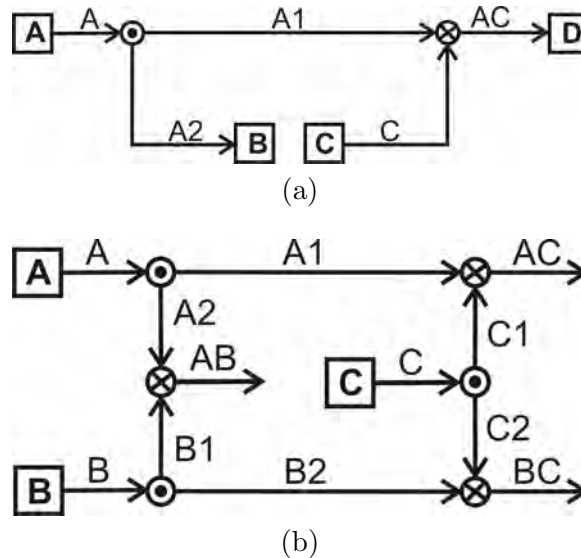 A A A1 AC D
A2 B C C
(a)
A A A1 AC
A2 C1
AB C C
B1 C2
B B B2 BC
(b)